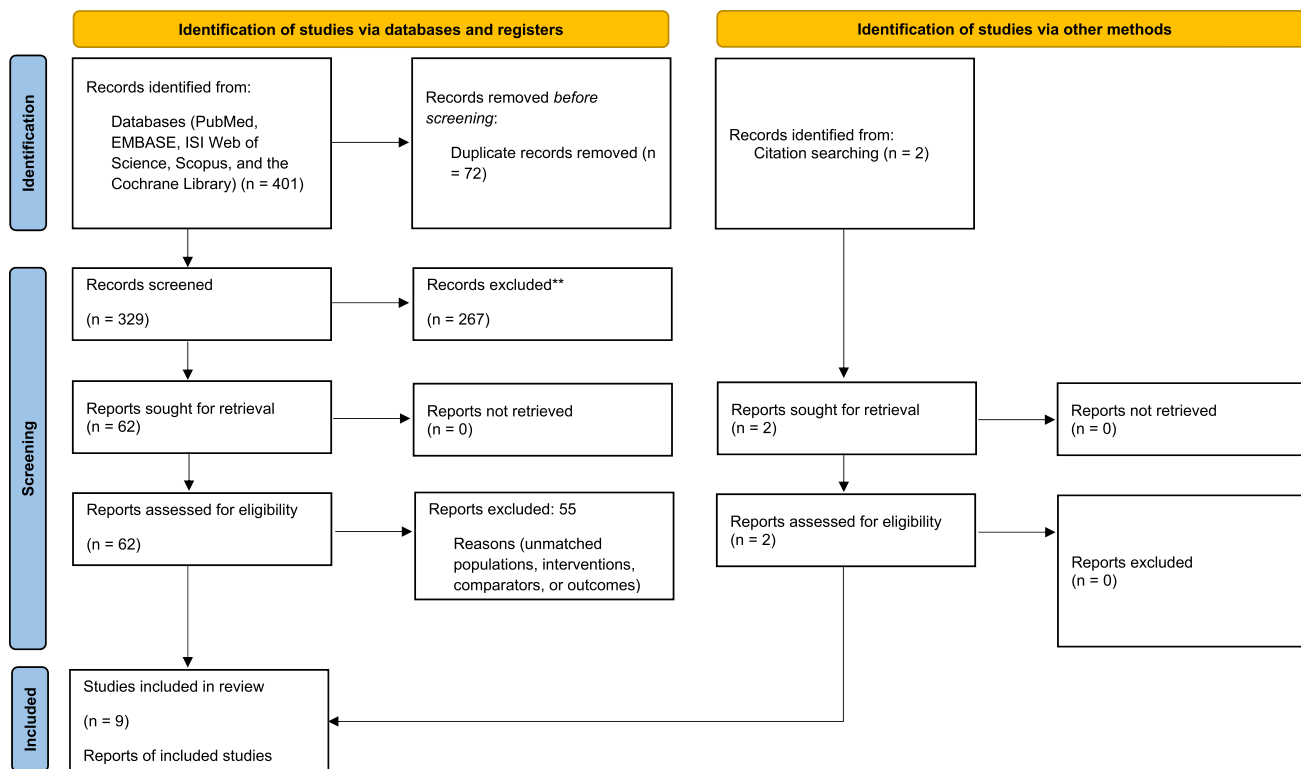 Identification of studies via databases and registers
Identification of studies via other methods
Identification
Records identified from:
Databases (PubMed,
EMBASE, ISI Web of
Science, Scopus, and the
Cochrane Library) (n = 401)
Records removed before
screening:
Duplicate records removed (n
= 72)
Records identified from:
Citation searching (n = 2)
Screening
Records screened
(n = 329)
Records excluded**
(n = 267)
Reports sought for retrieval
(n = 62)
Reports not retrieved
(n = 0)
Reports sought for retrieval
(n = 2)
Reports not retrieved
(n = 0)
Reports assessed for eligibility
(n = 62)
Reports excluded: 55
Reasons (unmatched
populations, interventions,
comparators, or outcomes)
Reports assessed for eligibility
(n = 2)
Reports excluded
(n = 0)
Included
Studies included in review
(n = 9)
Reports of included studies